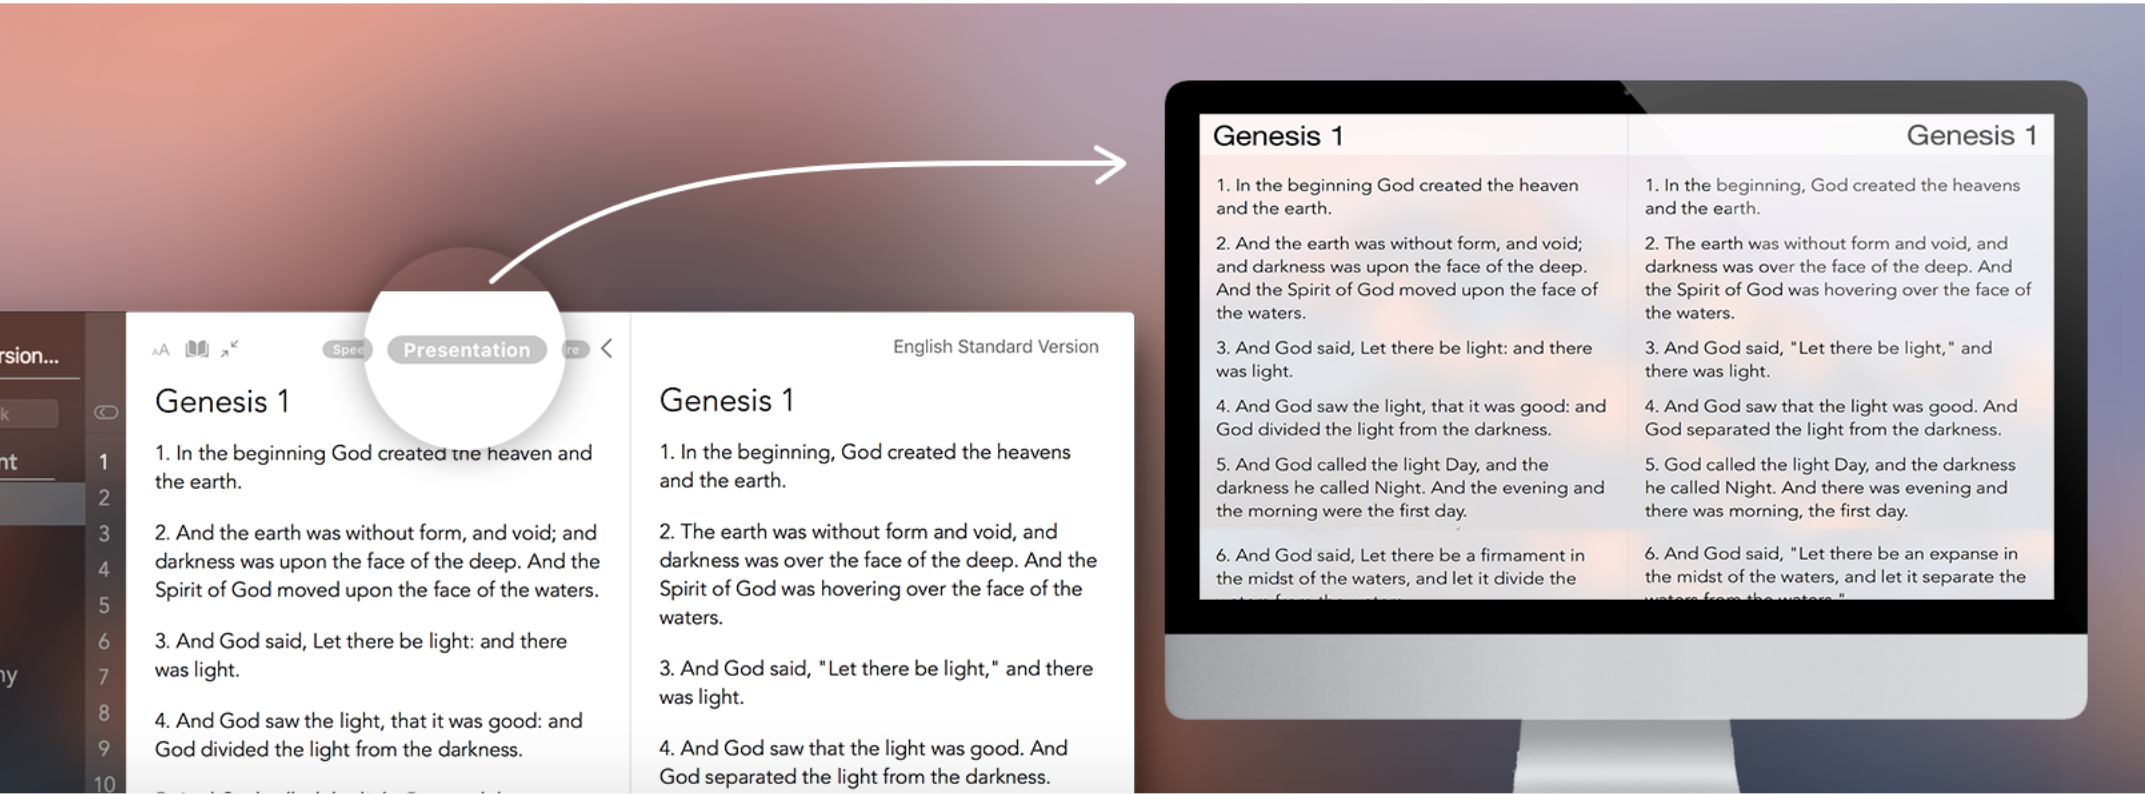 rsion...
k
nt
ny
1
2
3
4
5
6
7
8
9
10
AA
Spee
Presentation
re
English Standard Version
Genesis 1
1. In the beginning God created the heaven and
the earth.
2. And the earth was without form, and void; and
darkness was upon the face of the deep. And the
Spirit of God moved upon the face of the waters.
3. And God said, Let there be light: and there
was light.
4. And God saw the light, that it was good: and
God divided the light from the darkness.
Genesis 1
1. In the beginning, God created the heavens
and the earth.
2. The earth was without form and void, and
darkness was over the face of the deep. And the
Spirit of God was hovering over the face of the
waters.
3. And God said, "Let there be light," and there
was light.
4. And God saw that the light was good. And
God separated the light from the darkness.
Genesis 1
1. In the beginning God created the heaven
and the earth.
2. And the earth was without form, and void;
and darkness was upon the face of the deep.
And the Spirit of God moved upon the face of
the waters.
3. And God said, Let there be light: and there
was light.
4. And God saw the light, that it was good: and
God divided the light from the darkness.
5. And God called the light Day, and the
darkness he called Night. And the evening and
the morning were the first day.
6. And God said, Let there be a firmament in
the midst of the waters, and let it divide the
waters from the waters.
Genesis 1
1. In the beginning, God created the heavens
and the earth.
2. The earth was without form and void, and
darkness was over the face of the deep. And
the Spirit of God was hovering over the face of
the waters.
3. And God said, "Let there be light," and
there was light.
4. And God saw that the light was good. And
God separated the light from the darkness.
5. God called the light Day, and the darkness
he called Night. And there was evening and
there was morning, the first day.
6. And God said, "Let there be an expanse in
the midst of the waters, and let it separate the
waters from the waters."